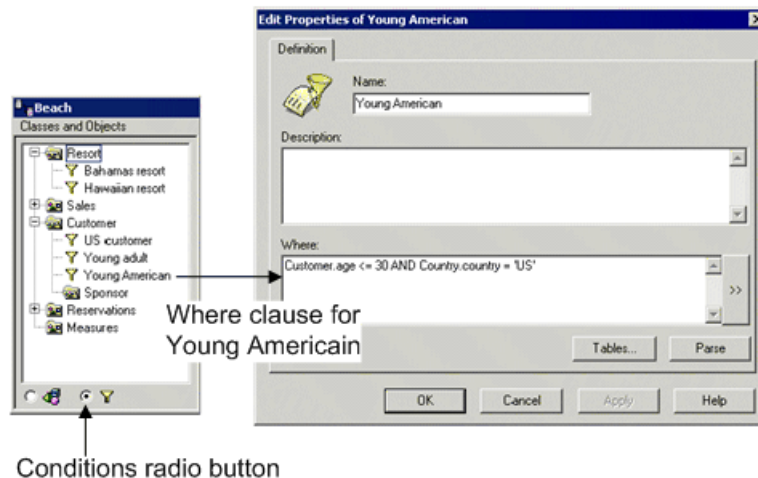 Edit Properties of Young American
Definition
Name:
Young American
Description:
Where:
Customer.age <= 30 AND Country.country = 'US'
>>
Tables...
Parse
OK
Cancel
Apply
Help
Beach
Classes and Objects
Resort
Bahamas resort
Hawaiian resort
Sales
Customer
US customer
Young adult
Young American
Sponsor
Reservations
Measures
Where clause for
Young Americain
Conditions radio button